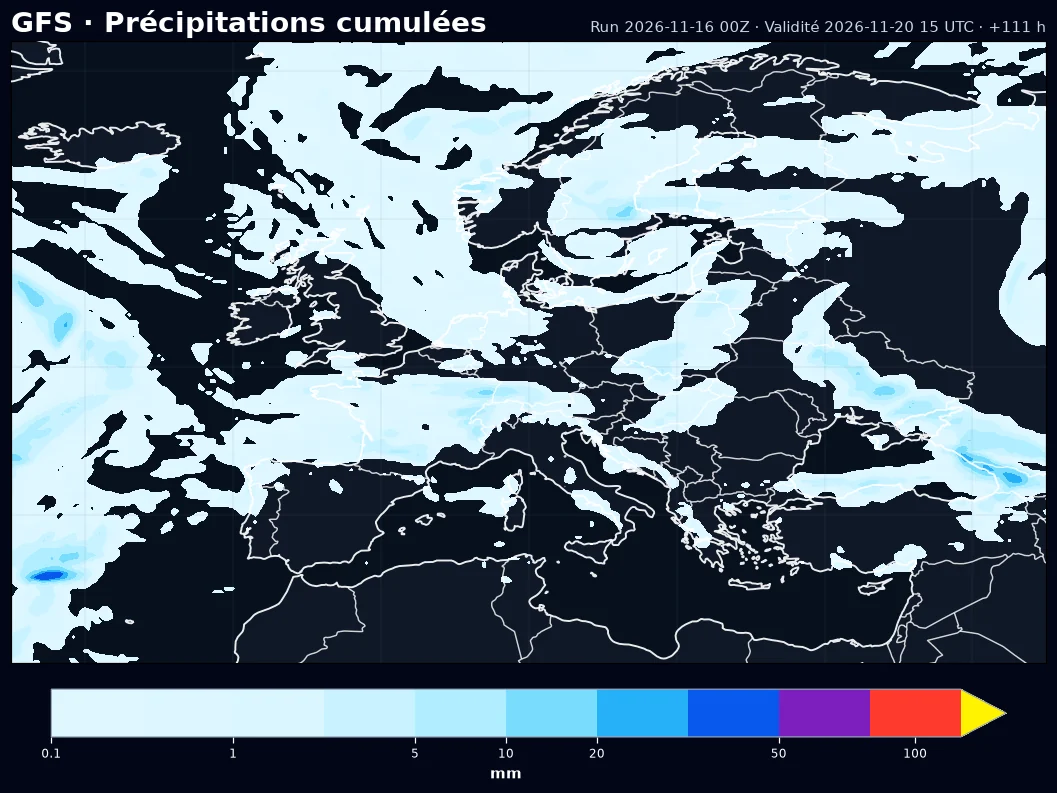 GFS · Précipitations cumulées
Run 2026-11-16 00Z · Validité 2026-11-20 15 UTC · +111 h
0.1 1 5 10 20 50 100
mm